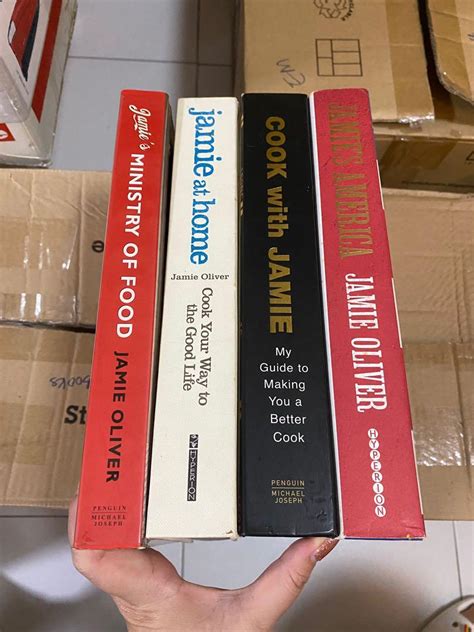 Jamie's
MINISTRY OF FOOD
JAMIE OLIVER
PENGUIN
MICHAEL
JOSEPH
jamie at home
Jamie Oliver
Cook Your Way to
the Good Life
HYPERION
COOK with JAMIE
My
Guide to
Making
You a
Better
Cook
PENGUIN
MICHAEL
JOSEPH
JAMIE'S AMERICA
JAMIE OLIVER
HYPERION
books
St